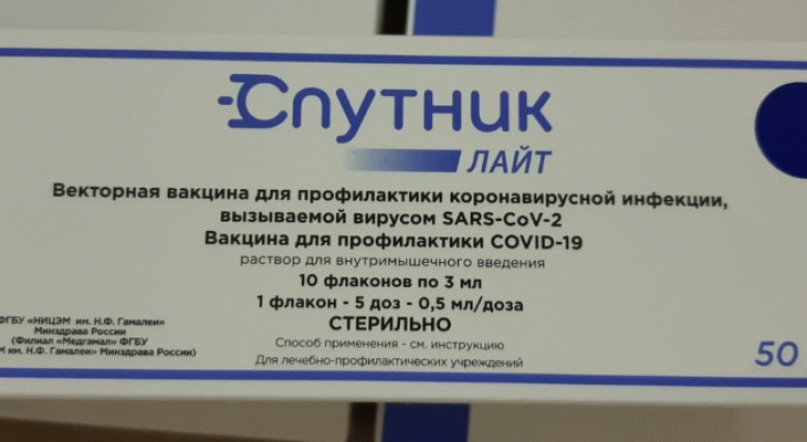 Спутник
ЛАЙТ
Векторная вакцина для профилактики коронавирусной инфекции,
вызываемой вирусом SARS-CoV-2
Вакцина для профилактики COVID-19
раствор для внутримышечного введения
10 флаконов по 3 мл
1 флакон - 5 доз - 0,5 мл/доза
СТЕРИЛЬНО
Способ применения - см. инструкцию
Для лечебно-профилактических учреждений
ФГБУ «НИЦЭМ им. Н.Ф. Гамалеи»
Минздрава России
(Филиал «Медгамал» ФГБУ
им. Н.Ф. Гамалеи» Минздрава России)
50